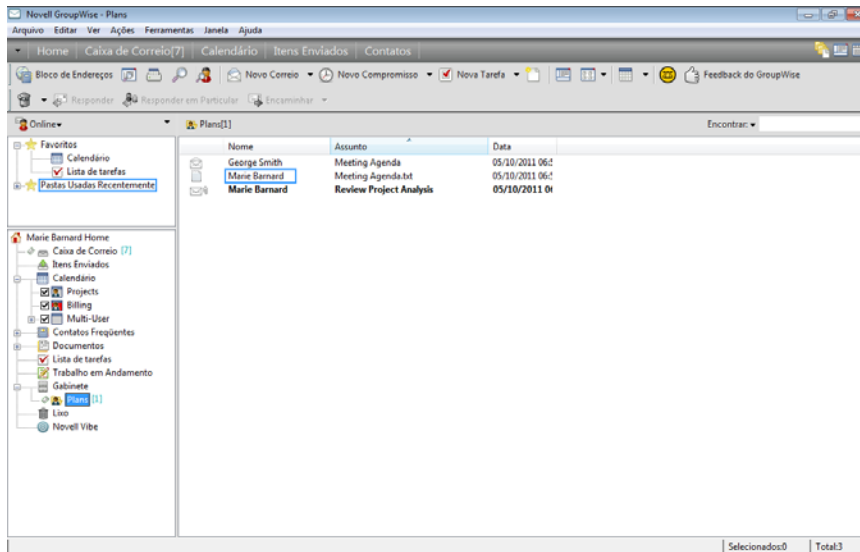 Novell GroupWise - Plans
Arquivo Editar Ver Ações Ferramentas Janela Ajuda
Home Caixa de Correio[7] Calendário Itens Enviados Contatos
Bloco de Endereços Novo Correio Novo Compromisso Nova Tarefa Feedback do GroupWise
Responder Responder em Particular Encaminhar
Online Plans[1] Encontrar:
Favoritos
Calendário
Lista de tarefas
Pastas Usadas Recentemente
Nome Assunto Data
George Smith Meeting Agenda 05/10/2011 06:5
Marie Barnard Meeting Agenda.txt 05/10/2011 06:5
Marie Barnard Review Project Analysis 05/10/2011 06
Marie Barnard Home
Caixa de Correio [7]
Itens Enviados
Calendário
Projects
Billing
Multi-User
Contatos Freqüentes
Documentos
Lista de tarefas
Trabalho em Andamento
Gabinete
Plans [1]
Lixo
Novell Vibe
Selecionados:0 Total:3